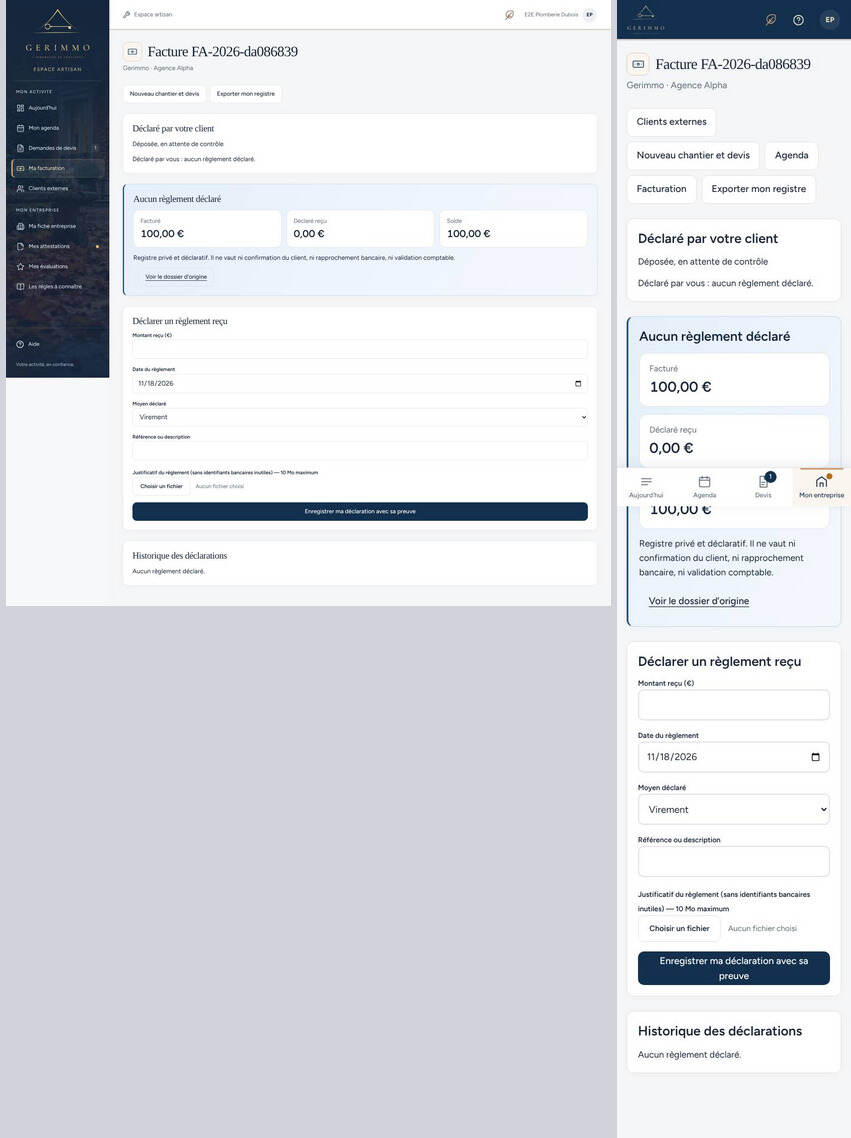 GERIMMO
ESPACE ARTISAN
MON ACTIVITÉ
Aujourd'hui
Mon agenda
Demandes de devis
1
Ma facturation
Clients externes
MON ENTREPRISE
Ma fiche entreprise
Mes attestations
Mes évaluations
Les règles à connaître
Aide
Votre activité, en confiance.
Espace artisan
E2E Plomberie Dubois
EP
Facture FA-2026-da086839
Gerimmo · Agence Alpha
Nouveau chantier et devis
Exporter mon registre
Déclaré par votre client
Déposée, en attente de contrôle
Déclaré par vous : aucun règlement déclaré.
Aucun règlement déclaré
Facturé
100,00 €
Déclaré reçu
0,00 €
Solde
100,00 €
Registre privé et déclaratif. Il ne vaut ni confirmation du client, ni rapprochement bancaire, ni validation comptable.
Voir le dossier d'origine
Déclarer un règlement reçu
Montant reçu (€)
Date du règlement
11/18/2026
Moyen déclaré
Virement
Référence ou description
Justificatif du règlement (sans identifiants bancaires inutiles) — 10 Mo maximum
Choisir un fichier
Aucun fichier choisi
Enregistrer ma déclaration avec sa preuve
Historique des déclarations
Aucun règlement déclaré.
GERIMMO
EP
Facture FA-2026-da086839
Gerimmo · Agence Alpha
Clients externes
Nouveau chantier et devis
Agenda
Facturation
Exporter mon registre
Déclaré par votre client
Déposée, en attente de contrôle
Déclaré par vous : aucun règlement déclaré.
Aucun règlement déclaré
Facturé
100,00 €
Déclaré reçu
0,00 €
1
Aujourd'hui
Agenda
Devis
Mon entreprise
100,00 €
Registre privé et déclaratif. Il ne vaut ni
confirmation du client, ni rapprochement
bancaire, ni validation comptable.
Voir le dossier d'origine
Déclarer un règlement reçu
Montant reçu (€)
Date du règlement
11/18/2026
Moyen déclaré
Virement
Référence ou description
Justificatif du règlement (sans identifiants bancaires
inutiles) — 10 Mo maximum
Choisir un fichier
Aucun fichier choisi
Enregistrer ma déclaration avec sa
preuve
Historique des déclarations
Aucun règlement déclaré.